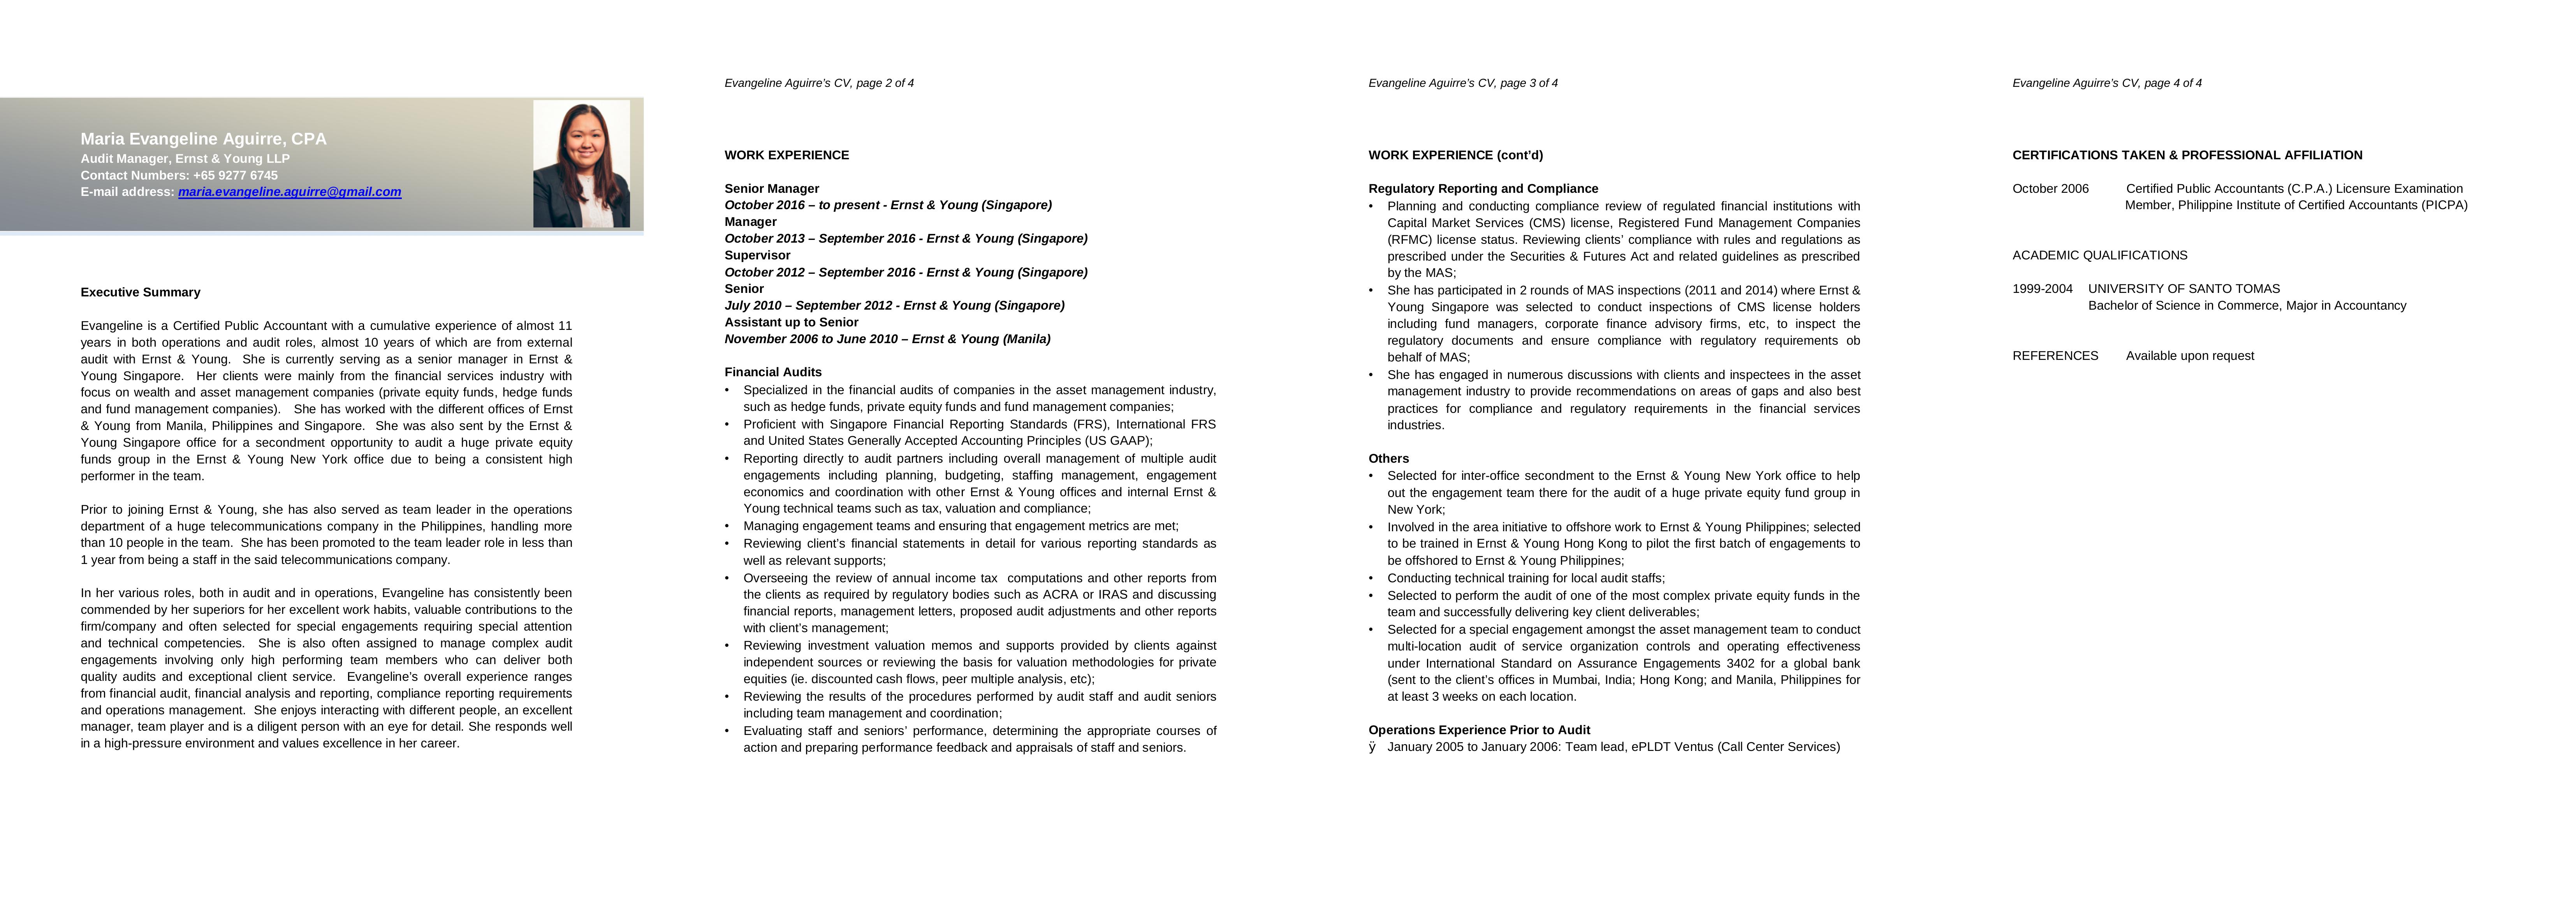 Maria Evangeline Aguirre, CPA
Audit Manager, Ernst & Young LLP
Contact Numbers: +65 9277 6745
E-mail address: maria.evangeline.aguirre@gmail.com
Executive Summary
Evangeline is a Certified Public Accountant with a cumulative experience of almost 11
years in both operations and audit roles, almost 10 years of which are from external
audit with Ernst & Young. She is currently serving as a senior manager in Ernst &
Young Singapore. Her clients were mainly from the financial services industry with
focus on wealth and asset management companies (private equity funds, hedge funds
and fund management companies). She has worked with the different offices of Ernst
& Young from Manila, Philippines and Singapore. She was also sent by the Ernst &
Young Singapore office for a secondment opportunity to audit a huge private equity
funds group in the Ernst & Young New York office due to being a consistent high
performer in the team.
Prior to joining Ernst & Young, she has also served as team leader in the operations
department of a huge telecommunications company in the Philippines, handling more
than 10 people in the team. She has been promoted to the team leader role in less than
1 year from being a staff in the said telecommunications company.
In her various roles, both in audit and in operations, Evangeline has consistently been
commended by her superiors for her excellent work habits, valuable contributions to the
firm/company and often selected for special engagements requiring special attention
and technical competencies. She is also often assigned to manage complex audit
engagements involving only high performing team members who can deliver both
quality audits and exceptional client service. Evangeline's overall experience ranges
from financial audit, financial analysis and reporting, compliance reporting requirements
and operations management. She enjoys interacting with different people, an excellent
manager, team player and is a diligent person with an eye for detail. She responds well
in a high-pressure environment and values excellence in her career.
Evangeline Aguirre's CV, page 2 of 4
WORK EXPERIENCE
Senior Manager
October 2016 – to present - Ernst & Young (Singapore)
Manager
October 2013 – September 2016 - Ernst & Young (Singapore)
Supervisor
October 2012 – September 2016 - Ernst & Young (Singapore)
Senior
July 2010 – September 2012 - Ernst & Young (Singapore)
Assistant up to Senior
November 2006 to June 2010 – Ernst & Young (Manila)
Financial Audits
• Specialized in the financial audits of companies in the asset management industry,
such as hedge funds, private equity funds and fund management companies;
• Proficient with Singapore Financial Reporting Standards (FRS), International FRS
and United States Generally Accepted Accounting Principles (US GAAP);
• Reporting directly to audit partners including overall management of multiple audit
engagements including planning, budgeting, staffing management, engagement
economics and coordination with other Ernst & Young offices and internal Ernst &
Young technical teams such as tax, valuation and compliance;
• Managing engagement teams and ensuring that engagement metrics are met;
• Reviewing client's financial statements in detail for various reporting standards as
well as relevant supports;
• Overseeing the review of annual income tax computations and other reports from
the clients as required by regulatory bodies such as ACRA or IRAS and discussing
financial reports, management letters, proposed audit adjustments and other reports
with client's management;
• Reviewing investment valuation memos and supports provided by clients against
independent sources or reviewing the basis for valuation methodologies for private
equities (ie. discounted cash flows, peer multiple analysis, etc);
• Reviewing the results of the procedures performed by audit staff and audit seniors
including team management and coordination;
• Evaluating staff and seniors' performance, determining the appropriate courses of
action and preparing performance feedback and appraisals of staff and seniors.
Evangeline Aguirre's CV, page 3 of 4
WORK EXPERIENCE (cont'd)
Regulatory Reporting and Compliance
• Planning and conducting compliance review of regulated financial institutions with
Capital Market Services (CMS) license, Registered Fund Management Companies
(RFMC) license status. Reviewing clients' compliance with rules and regulations as
prescribed under the Securities & Futures Act and related guidelines as prescribed
by the MAS;
• She has participated in 2 rounds of MAS inspections (2011 and 2014) where Ernst &
Young Singapore was selected to conduct inspections of CMS license holders
including fund managers, corporate finance advisory firms, etc, to inspect the
regulatory documents and ensure compliance with regulatory requirements ob
behalf of MAS;
• She has engaged in numerous discussions with clients and inspectees in the asset
management industry to provide recommendations on areas of gaps and also best
practices for compliance and regulatory requirements in the financial services
industries.
Others
• Selected for inter-office secondment to the Ernst & Young New York office to help
out the engagement team there for the audit of a huge private equity fund group in
New York;
• Involved in the area initiative to offshore work to Ernst & Young Philippines; selected
to be trained in Ernst & Young Hong Kong to pilot the first batch of engagements to
be offshored to Ernst & Young Philippines;
• Conducting technical training for local audit staffs;
• Selected to perform the audit of one of the most complex private equity funds in the
team and successfully delivering key client deliverables;
• Selected for a special engagement amongst the asset management team to conduct
multi-location audit of service organization controls and operating effectiveness
under International Standard on Assurance Engagements 3402 for a global bank
(sent to the client's offices in Mumbai, India; Hong Kong; and Manila, Philippines for
at least 3 weeks on each location.
Operations Experience Prior to Audit
ÿ January 2005 to January 2006: Team lead, ePLDT Ventus (Call Center Services)
Evangeline Aguirre's CV, page 4 of 4
CERTIFICATIONS TAKEN & PROFESSIONAL AFFILIATION
October 2006 Certified Public Accountants (C.P.A.) Licensure Examination
Member, Philippine Institute of Certified Accountants (PICPA)
ACADEMIC QUALIFICATIONS
1999-2004 UNIVERSITY OF SANTO TOMAS
Bachelor of Science in Commerce, Major in Accountancy
REFERENCES Available upon request